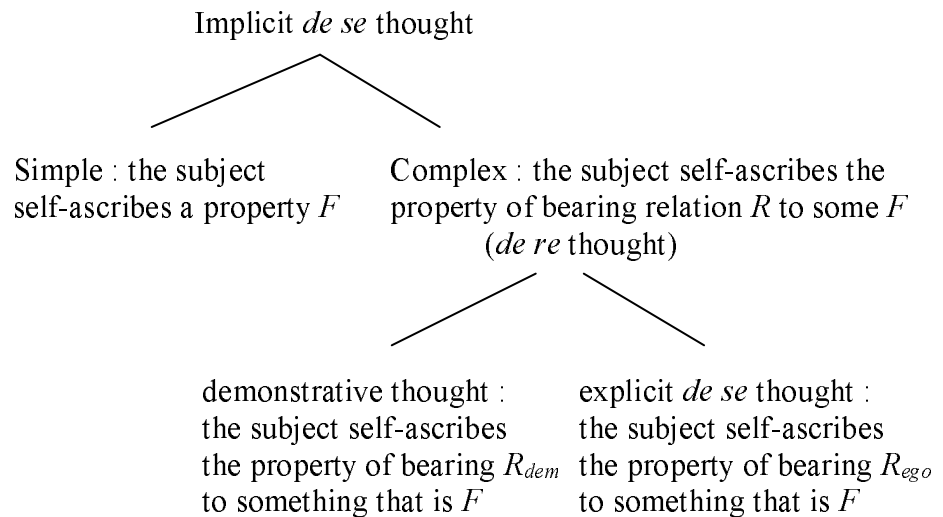 Implicit de se thought
Simple : the subject
self-ascribes a property F
Complex : the subject self-ascribes the
property of bearing relation R to some F
(de re thought)
demonstrative thought :
the subject self-ascribes
the property of bearing Rdem
to something that is F
explicit de se thought :
the subject self-ascribes
the property of bearing Rego
to something that is F